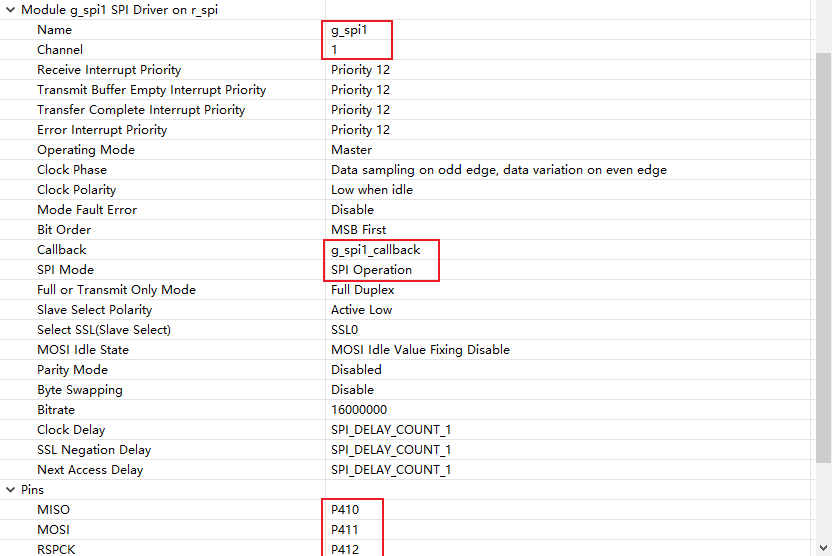 Module g_spi1 SPI Driver on r_spi
Name g_spi1
Channel 1
Receive Interrupt Priority Priority 12
Transmit Buffer Empty Interrupt Priority Priority 12
Transfer Complete Interrupt Priority Priority 12
Error Interrupt Priority Priority 12
Operating Mode Master
Clock Phase Data sampling on odd edge, data variation on even edge
Clock Polarity Low when idle
Mode Fault Error Disable
Bit Order MSB First
Callback g_spi1_callback
SPI Mode SPI Operation
Full or Transmit Only Mode Full Duplex
Slave Select Polarity Active Low
Select SSL(Slave Select) SSL0
MOSI Idle State MOSI Idle Value Fixing Disable
Parity Mode Disabled
Byte Swapping Disable
Bitrate 16000000
Clock Delay SPI_DELAY_COUNT_1
SSL Negation Delay SPI_DELAY_COUNT_1
Next Access Delay SPI_DELAY_COUNT_1
Pins
MISO P410
MOSI P411
RSPCK P412